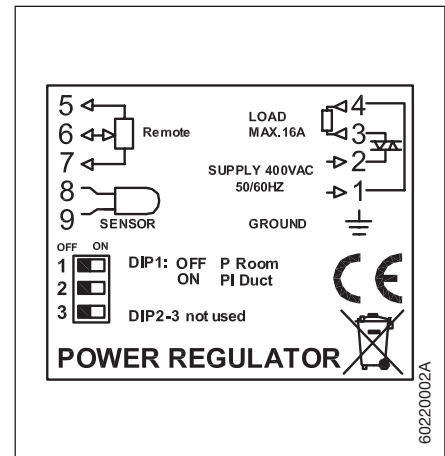 5
6 Remote
7
8
9 SENSOR
LOAD
MAX.16A
4
3
2
SUPPLY 400VAC
50/60HZ
1
GROUND
OFF ON
1
2
3
DIP1: OFF P Room
ON PI Duct
DIP2-3 not used
CE
POWER REGULATOR
60220002A